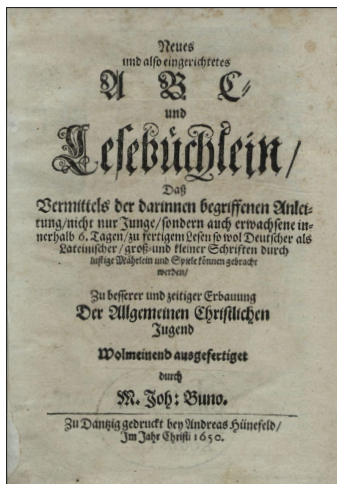 Neues
und also eingerichtetes
A B C-
und
Lesebüchlein/
Daß
Vermittels der darinnen begriffenen Anlei-
tung/nicht nur Junge/sondern auch erwachsene in-
nerhalb 6. Tagen/zu fertigem Lesen so wol Deutscher als
Lateinischer/groß-und kleiner Schriften durch
lustige Mährlein und Spiele können gebracht
werden/
Zu besserer und zeitiger Erbauung
Der Allgemeinen Christlichen
Jugend
Wolmeinend ausgefertiget
durch
M. Joh: Buno.
Zu Dantzig gedruckt bey Andreas Hünefeld/
Im Jahr Christi 1650.